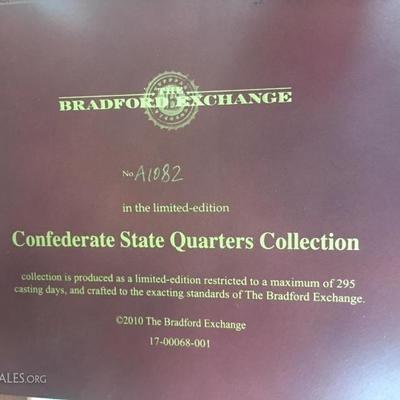 THE
BRADFORD EXCHANGE
No A1082
in the limited-edition
Confederate State Quarters Collection
collection is produced as a limited-edition restricted to a maximum of 295
casting days, and crafted to the exacting standards of The Bradford Exchange.
©2010 The Bradford Exchange
17-00068-001
ALES.ORG